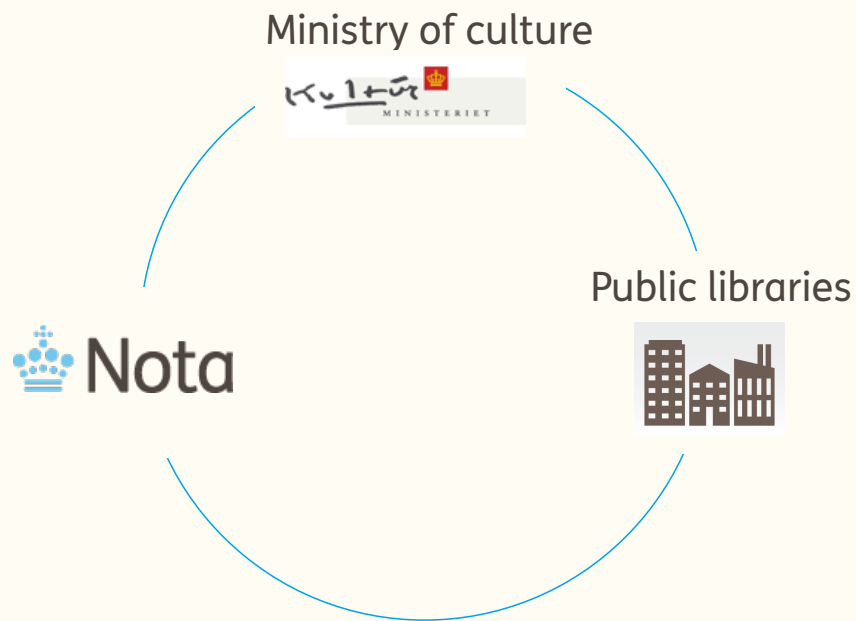 Ministry of culture
Kultur
MINISTERIET
Public libraries
Nota